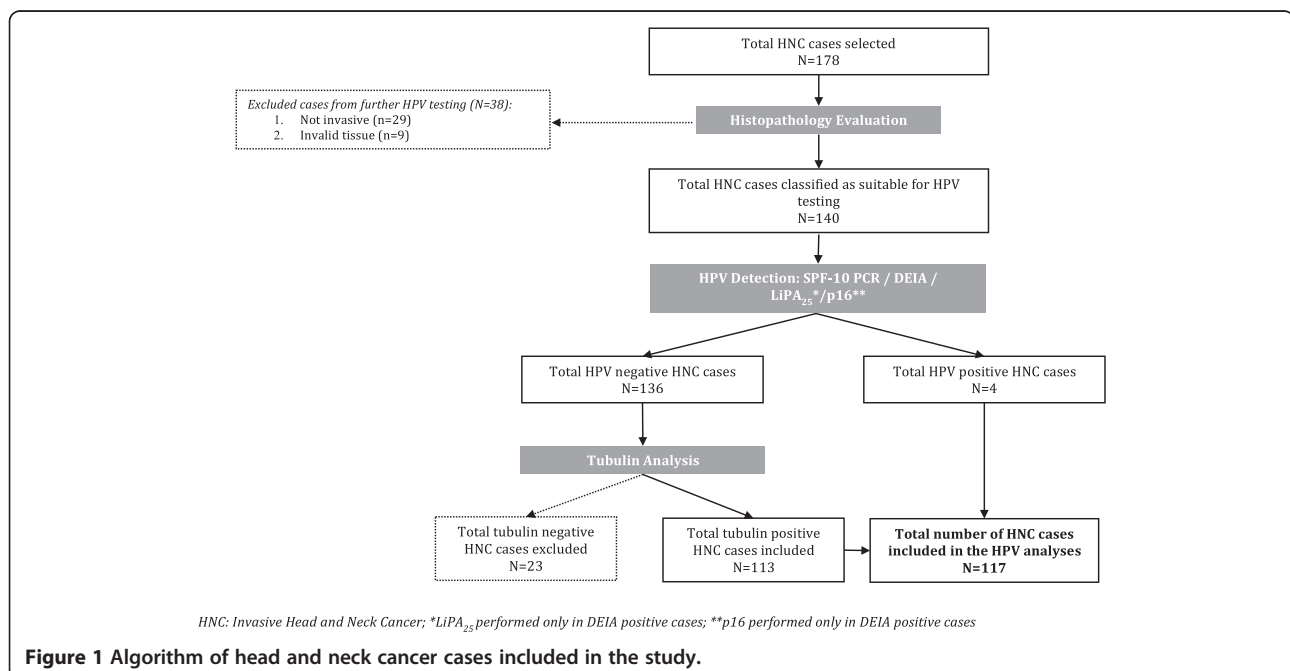 Total HNC cases selected
N=178
Excluded cases from further HPV testing (N=38):
1. Not invasive (n=29)
2. Invalid tissue (n=9)
Histopathology Evaluation
Total HNC cases classified as suitable for HPV
testing
N=140
HPV Detection: SPF-10 PCR / DEIA /
LiPA25*/p16**
Total HPV negative HNC cases
N=136
Total HPV positive HNC cases
N=4
Tubulin Analysis
Total tubulin negative
HNC cases excluded
N=23
Total tubulin positive
HNC cases included
N=113
Total number of HNC cases
included in the HPV analyses
N=117
HNC: Invasive Head and Neck Cancer; *LiPA25 performed only in DEIA positive cases; **p16 performed only in DEIA positive cases
Figure 1 Algorithm of head and neck cancer cases included in the study.